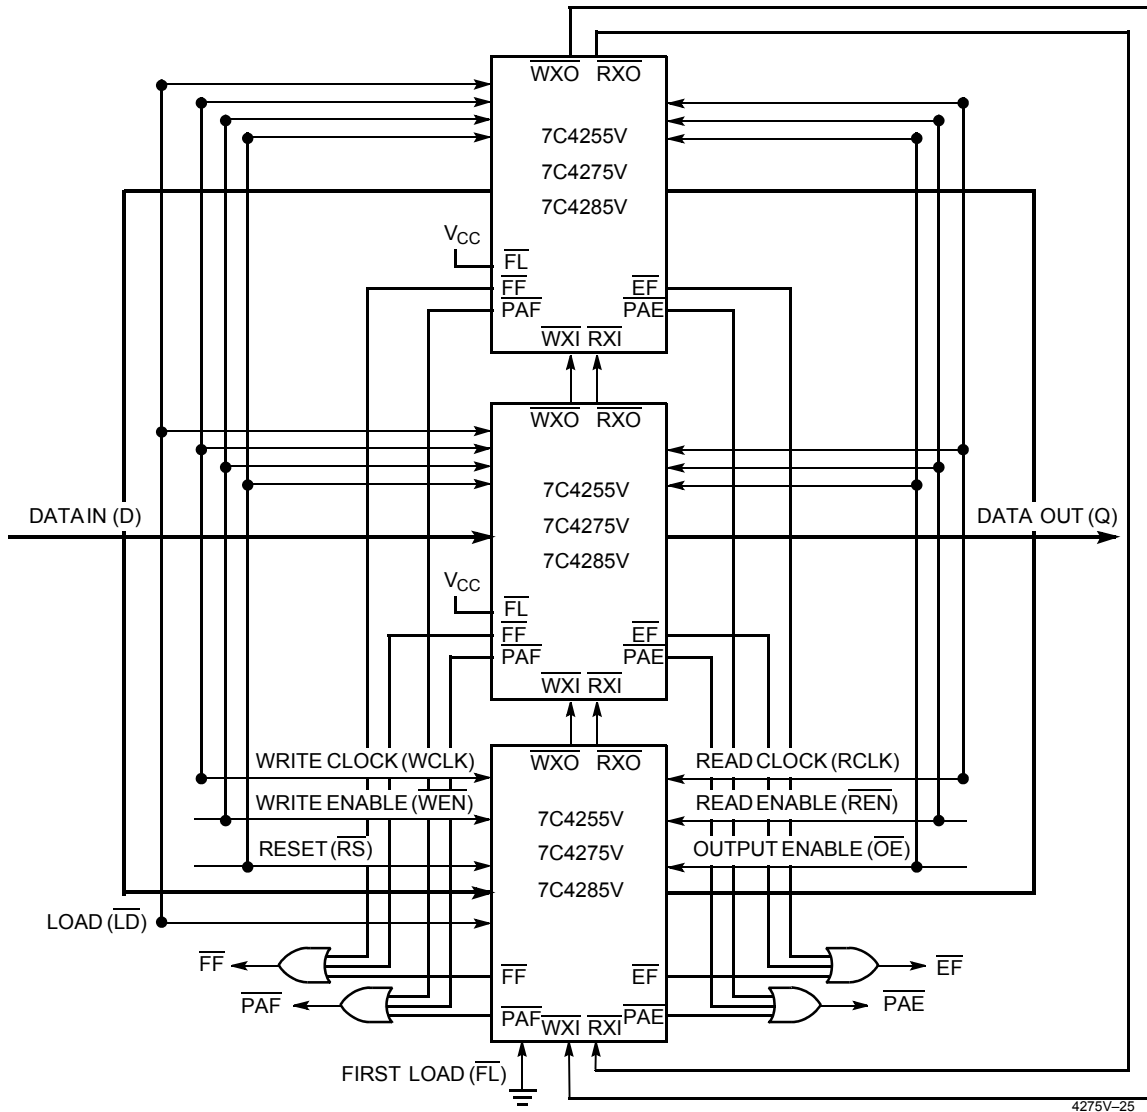 WXO RXO
7C4255V
7C4275V
7C4285V
VCC
FL
FF EF
PAF PAE
WXI RXI
WXO RXO
7C4255V
DATA IN (D) DATA OUT (Q)
7C4275V
7C4285V
VCC
FL
FF EF
PAF PAE
WXI RXI
WXO RXO
WRITE CLOCK (WCLK) READ CLOCK (RCLK)
WRITE ENABLE (WEN) READ ENABLE (REN)
7C4255V
RESET (RS) OUTPUT ENABLE (OE)
7C4275V
7C4285V
LOAD (LD)
FF FF EF EF
PAF PAE
PAF WXI RXI PAE
FIRST LOAD (FL)
4275V–25